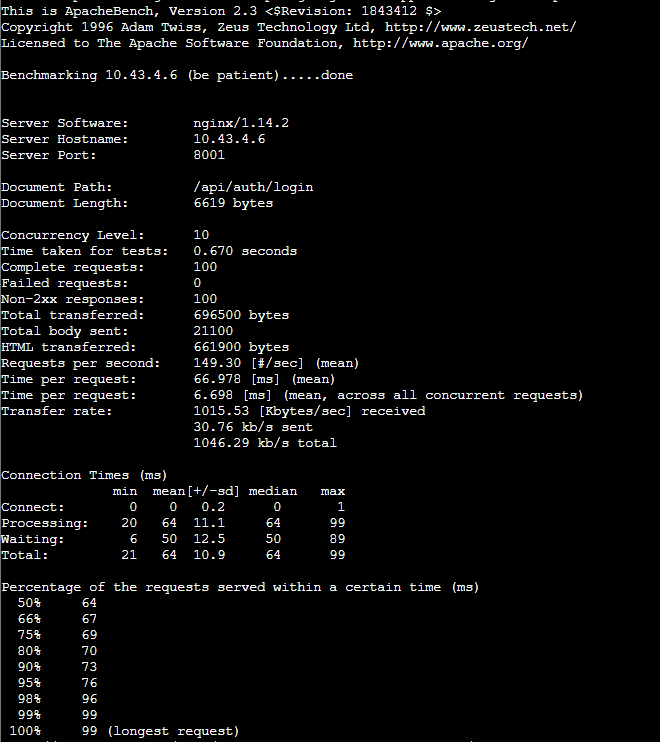 This is ApacheBench, Version 2.3 <$Revision: 1843412 $>
Copyright 1996 Adam Twiss, Zeus Technology Ltd, http://www.zeustech.net/
Licensed to The Apache Software Foundation, http://www.apache.org/
Benchmarking 10.43.4.6 (be patient).....done
Server Software: nginx/1.14.2
Server Hostname: 10.43.4.6
Server Port: 8001
Document Path: /api/auth/login
Document Length: 6619 bytes
Concurrency Level: 10
Time taken for tests: 0.670 seconds
Complete requests: 100
Failed requests: 0
Non-2xx responses: 100
Total transferred: 696500 bytes
Total body sent: 21100
HTML transferred: 661900 bytes
Requests per second: 149.30 [#/sec] (mean)
Time per request: 66.978 [ms] (mean)
Time per request: 6.698 [ms] (mean, across all concurrent requests)
Transfer rate: 1015.53 [Kbytes/sec] received
30.76 kb/s sent
1046.29 kb/s total
Connection Times (ms)
min mean[+/-sd] median max
Connect: 0 0 0.2 0 1
Processing: 20 64 11.1 64 99
Waiting: 6 50 12.5 50 89
Total: 21 64 10.9 64 99
Percentage of the requests served within a certain time (ms)
50% 64
66% 67
75% 69
80% 70
90% 73
95% 76
98% 96
99% 99
100% 99 (longest request)